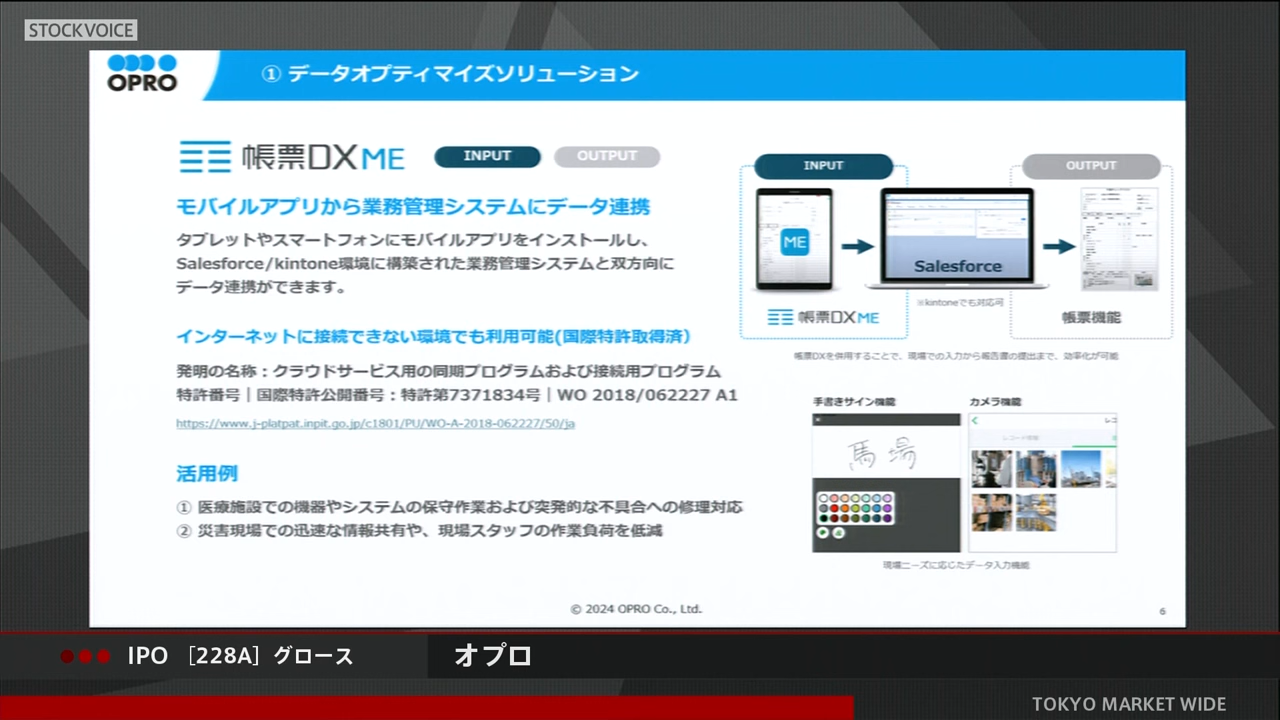 STOCKVOICE
OPRO
① データオプティマイズソリューション
帳票DX ME
INPUT
OUTPUT
モバイルアプリから業務管理システムにデータ連携
タブレットやスマートフォンにモバイルアプリをインストールし、
Salesforce/kintone環境に構築された業務管理システムと双方向に
データ連携ができます。
インターネットに接続できない環境でも利用可能(国際特許取得済)
発明の名称：クラウドサービス用の同期プログラムおよび接続用プログラム
特許番号｜国際特許公開番号：特許第7371834号｜WO 2018/062227 A1
https://www.j-platpat.inpit.go.jp/c1801/PU/WO-A-2018-062227/50/ja
活用例
① 医療施設での機器やシステムの保守作業および突発的な不具合への修理対応
② 災害現場での迅速な情報共有や、現場スタッフの作業負荷を低減
INPUT
OUTPUT
ME
Salesforce
※kintoneでも対応可
帳票DX ME
帳票機能
帳票DXを併用することで、現場での入力から報告書の提出まで、効率化が可能
手書きサイン機能
カメラ機能
馬場
レコード情報
現場ニーズに応じたデータ入力機能
© 2024 OPRO Co., Ltd.
6
IPO [228A] グロース
オプロ
TOKYO MARKET WIDE